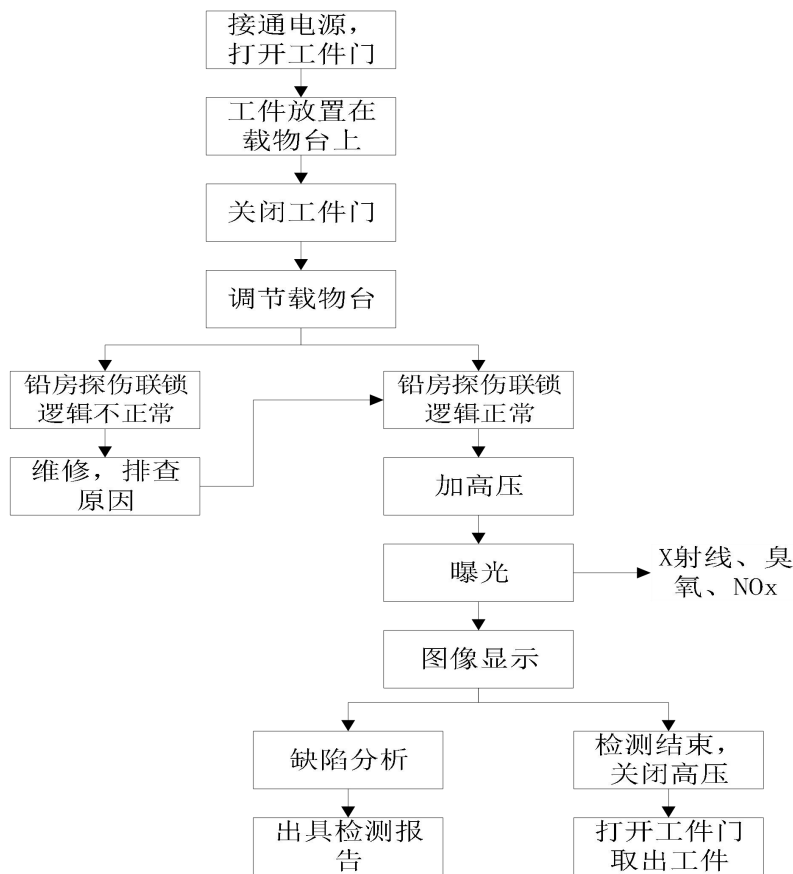 接通电源，
打开工件门
工件放置在
载物台上
关闭工件门
调节载物台
铅房探伤联锁
逻辑不正常
铅房探伤联锁
逻辑正常
维修，排查
原因
加高压
曝光
X射线、臭
氧、NOx
图像显示
缺陷分析
检测结束，
关闭高压
出具检测报
告
打开工件门
取出工件